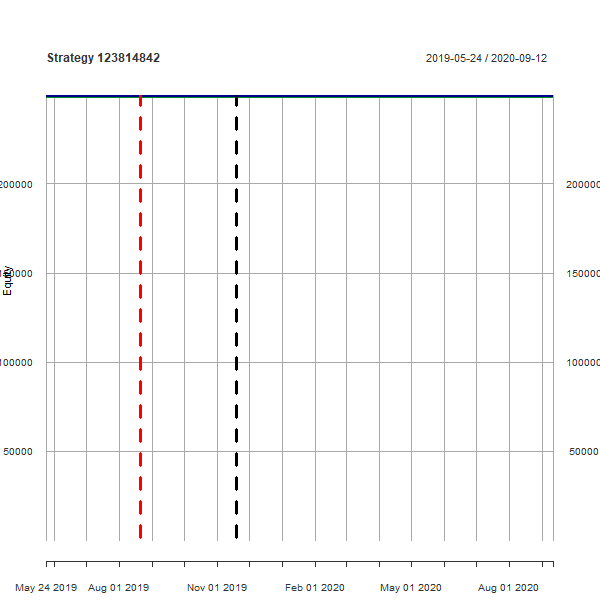 Strategy 123814842
2019-05-24 / 2020-09-12
200000
200000
150000
150000
Equity
100000
100000
50000
50000
May 24 2019
Aug 01 2019
Nov 01 2019
Feb 01 2020
May 01 2020
Aug 01 2020